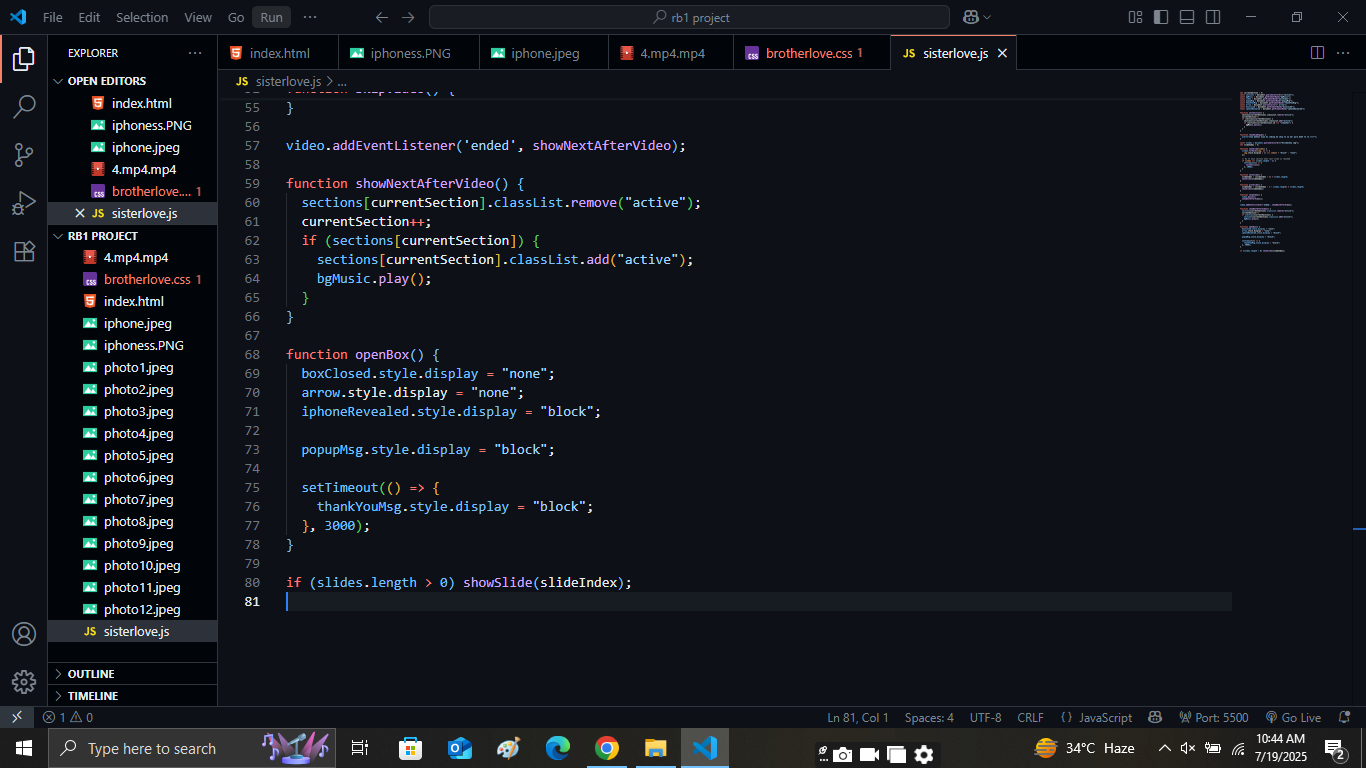 File Edit Selection View Go Run ··· rb1 project
EXPLORER ···
OPEN EDITORS
index.html
iphoness.PNG
iphone.jpeg
4.mp4.mp4
brotherlove.... 1
JS sisterlove.js
RB1 PROJECT
4.mp4.mp4
brotherlove.css 1
index.html
iphone.jpeg
iphoness.PNG
photo1.jpeg
photo2.jpeg
photo3.jpeg
photo4.jpeg
photo5.jpeg
photo6.jpeg
photo7.jpeg
photo8.jpeg
photo9.jpeg
photo10.jpeg
photo11.jpeg
photo12.jpeg
JS sisterlove.js
OUTLINE
TIMELINE
index.html iphoness.PNG iphone.jpeg 4.mp4.mp4 brotherlove.css 1 JS sisterlove.js
JS sisterlove.js > ...
55 }
56
57 video.addEventListener('ended', showNextAfterVideo);
58
59 function showNextAfterVideo() {
60 sections[currentSection].classList.remove("active");
61 currentSection++;
62 if (sections[currentSection]) {
63 sections[currentSection].classList.add("active");
64 bgMusic.play();
65 }
66 }
67
68 function openBox() {
69 boxClosed.style.display = "none";
70 arrow.style.display = "none";
71 iphoneRevealed.style.display = "block";
72
73 popupMsg.style.display = "block";
74
75 setTimeout(() => {
76 thankYouMsg.style.display = "block";
77 }, 3000);
78 }
79
80 if (slides.length > 0) showSlide(slideIndex);
81
1 0 Ln 81, Col 1 Spaces: 4 UTF-8 CRLF {} JavaScript Port: 5500 Go Live
Type here to search 34°C Haze 10:44 AM
7/19/2025 2